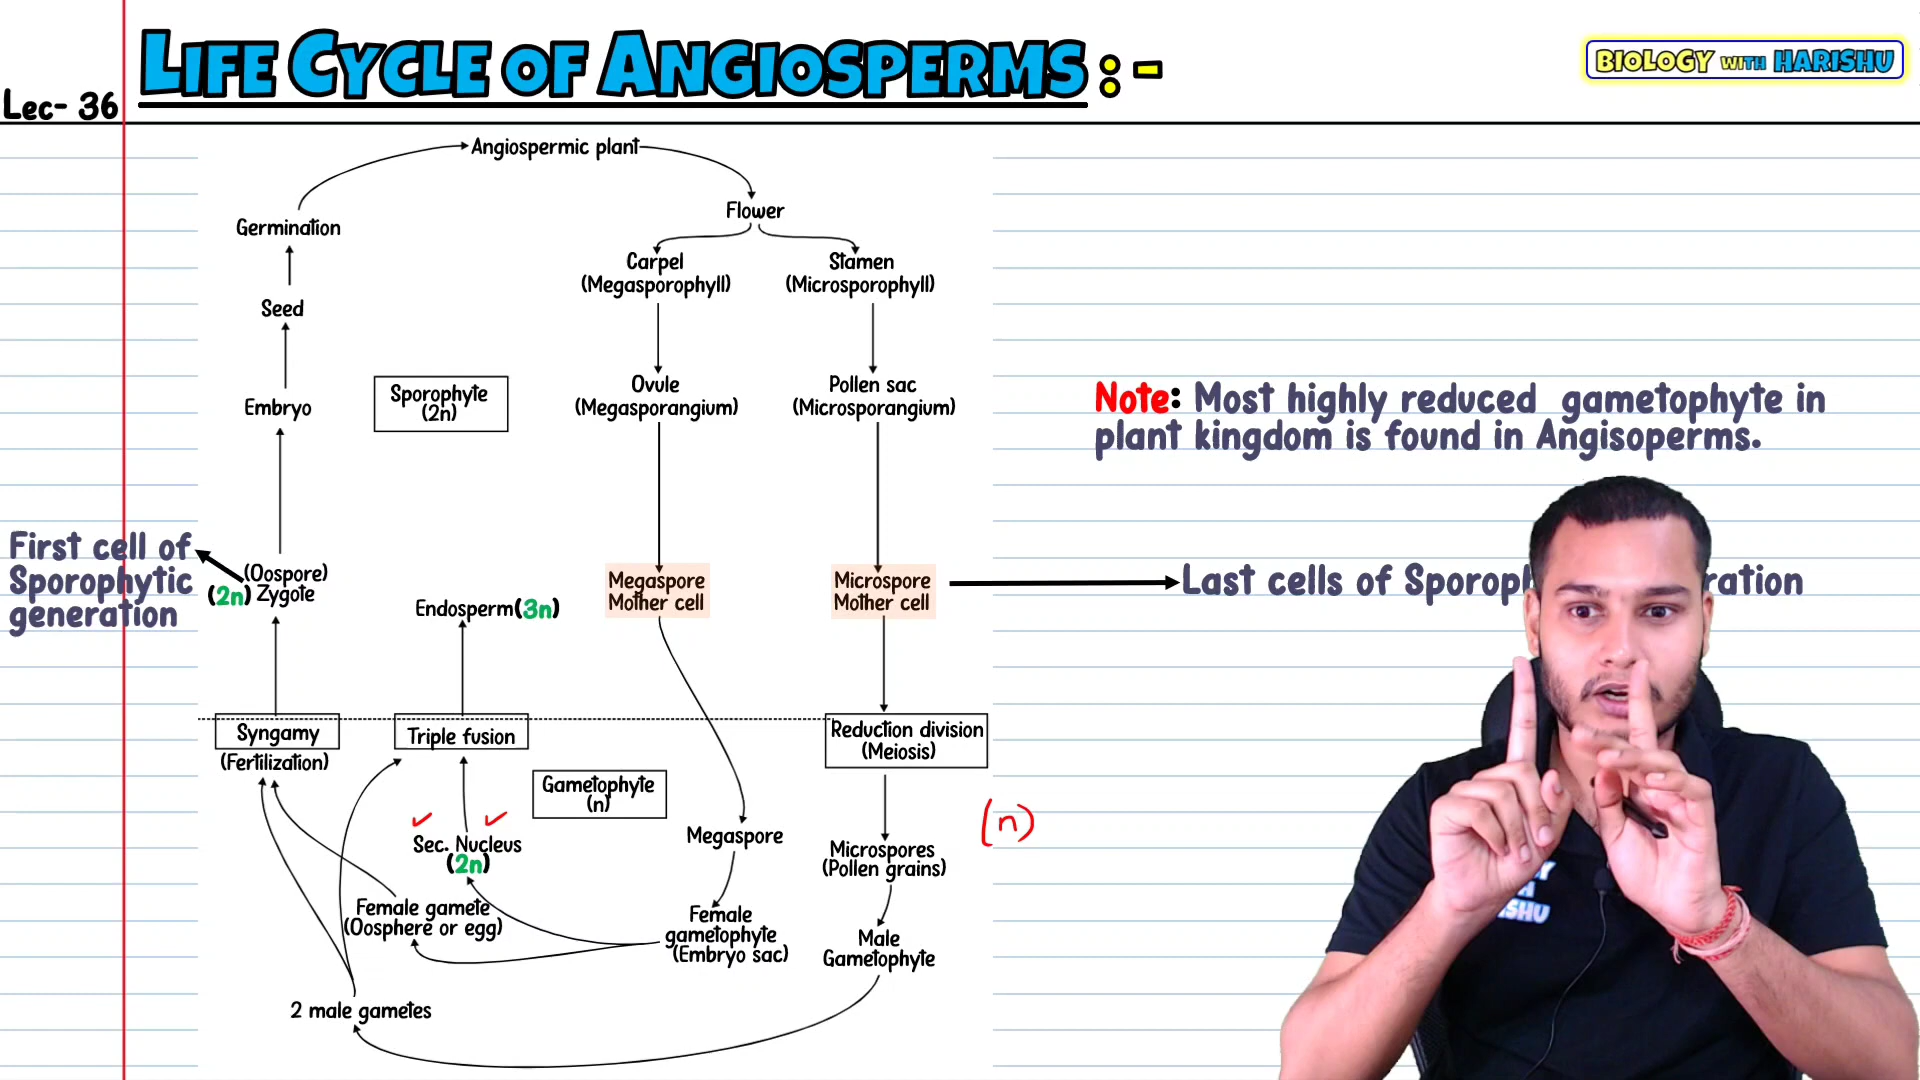 LIFE CYCLE OF ANGIOSPERMS :-
BIOLOGY WITH HARISHU
Lec- 36
Angiospermic plant
Flower
Germination
Carpel
(Megasporophyll)
Stamen
(Microsporophyll)
Seed
Sporophyte
(2n)
Ovule
(Megasporangium)
Pollen sac
(Microsporangium)
Embryo
Note: Most highly reduced gametophyte in
plant kingdom is found in Angisoperms.
First cell of
Sporophytic
generation
(Oospore)
(2n) Zygote
Endosperm(3n)
Megaspore
Mother cell
Microspore
Mother cell
Last cells of Soroph ration
Syngamy
(Fertilization)
Triple fusion
Reduction division
(Meiosis)
Gametophyte
(n)
(n)
Sec. Nucleus
(2n)
Megaspore
Microspores
(Pollen grains)
Female gamete
(Oosphere or egg)
Female
gametophyte
(Embryo sac)
Male
Gametophyte
2 male gametes